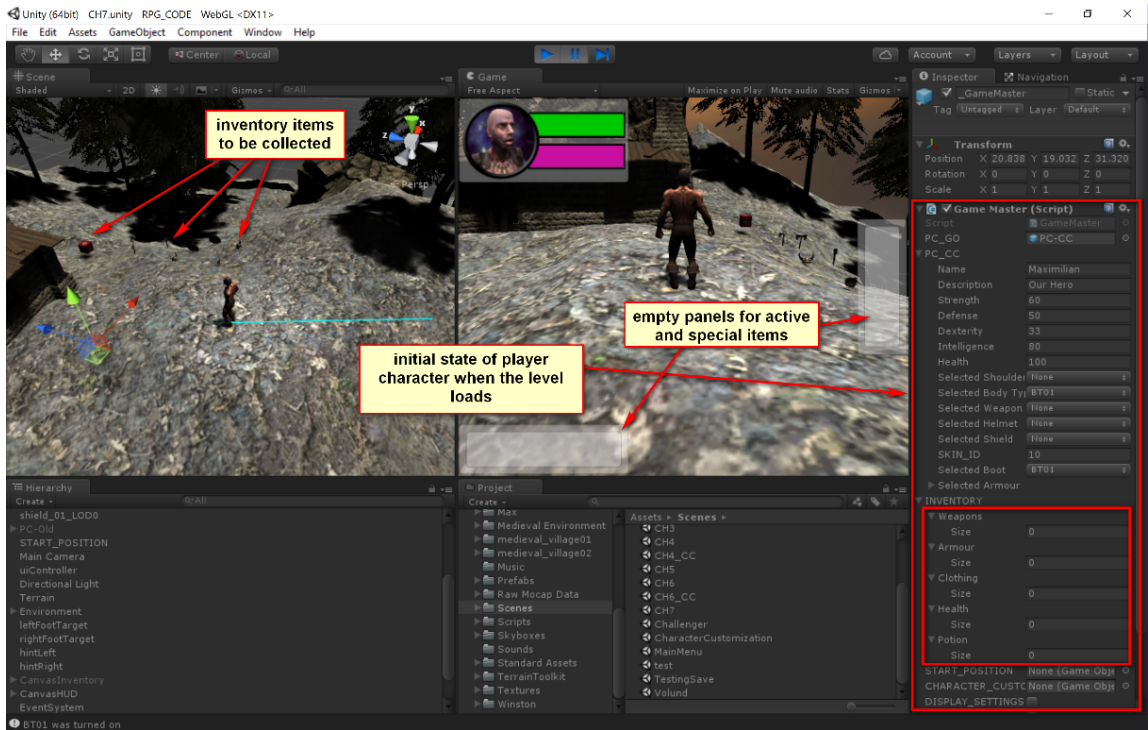 Unity (64bit) CH7.unity RPG_CODE WebGL <DX11>
File Edit Assets GameObject Component Window Help
Center Local
Account Layers Layout
Scene
Shaded 2D Gizmos All
inventory items
to be collected
y
x
z
Persp
Game
Free Aspect Maximize on Play Mute audio Stats Gizmos
empty panels for active
and special items
initial state of player
character when the level
loads
Inspector Navigation
_GameMaster Static
Tag Untagged Layer Default
Transform
Position X 20.838 Y 19.032 Z 31.320
Rotation X 0 Y 0 Z 0
Scale X 1 Y 1 Z 1
Game Master (Script)
Script GameMaster
PC_GO PC-CC
PC_CC
Name Maximilian
Description Our Hero
Strength 60
Defense 50
Dexterity 33
Intelligence 80
Health 100
Selected Shoulder None
Selected Body Typ BT01
Selected Weapon None
Selected Helmet None
Selected Shield None
SKIN_ID 10
Selected Boot BT01
Selected Armour
INVENTORY
Weapons
Size 0
Armour
Size 0
Clothing
Size 0
Health
Size 0
Potion
Size 0
START_POSITION None (Game Obje
CHARACTER_CUSTC None (Game Obje
DISPLAY_SETTINGS
Hierarchy
Create All
shield_01_LOD0
PC-Old
START_POSITION
Main Camera
uiController
Directional Light
Terrain
Environment
leftFootTarget
rightFootTarget
hintLeft
hintRight
CanvasInventory
CanvasHUD
EventSystem
Project
Create
Max
Medieval Environment
medieval_village01
medieval_village02
Music
Prefabs
Raw Mocap Data
Scenes
Scripts
Skyboxes
Sounds
Standard Assets
TerrainToolkit
Textures
Winston
Assets Scenes
CH3
CH4
CH4_CC
CH5
CH6
CH6_CC
CH7
Challenger
CharacterCustomization
MainMenu
test
TestingSave
Volund
BT01 was turned on